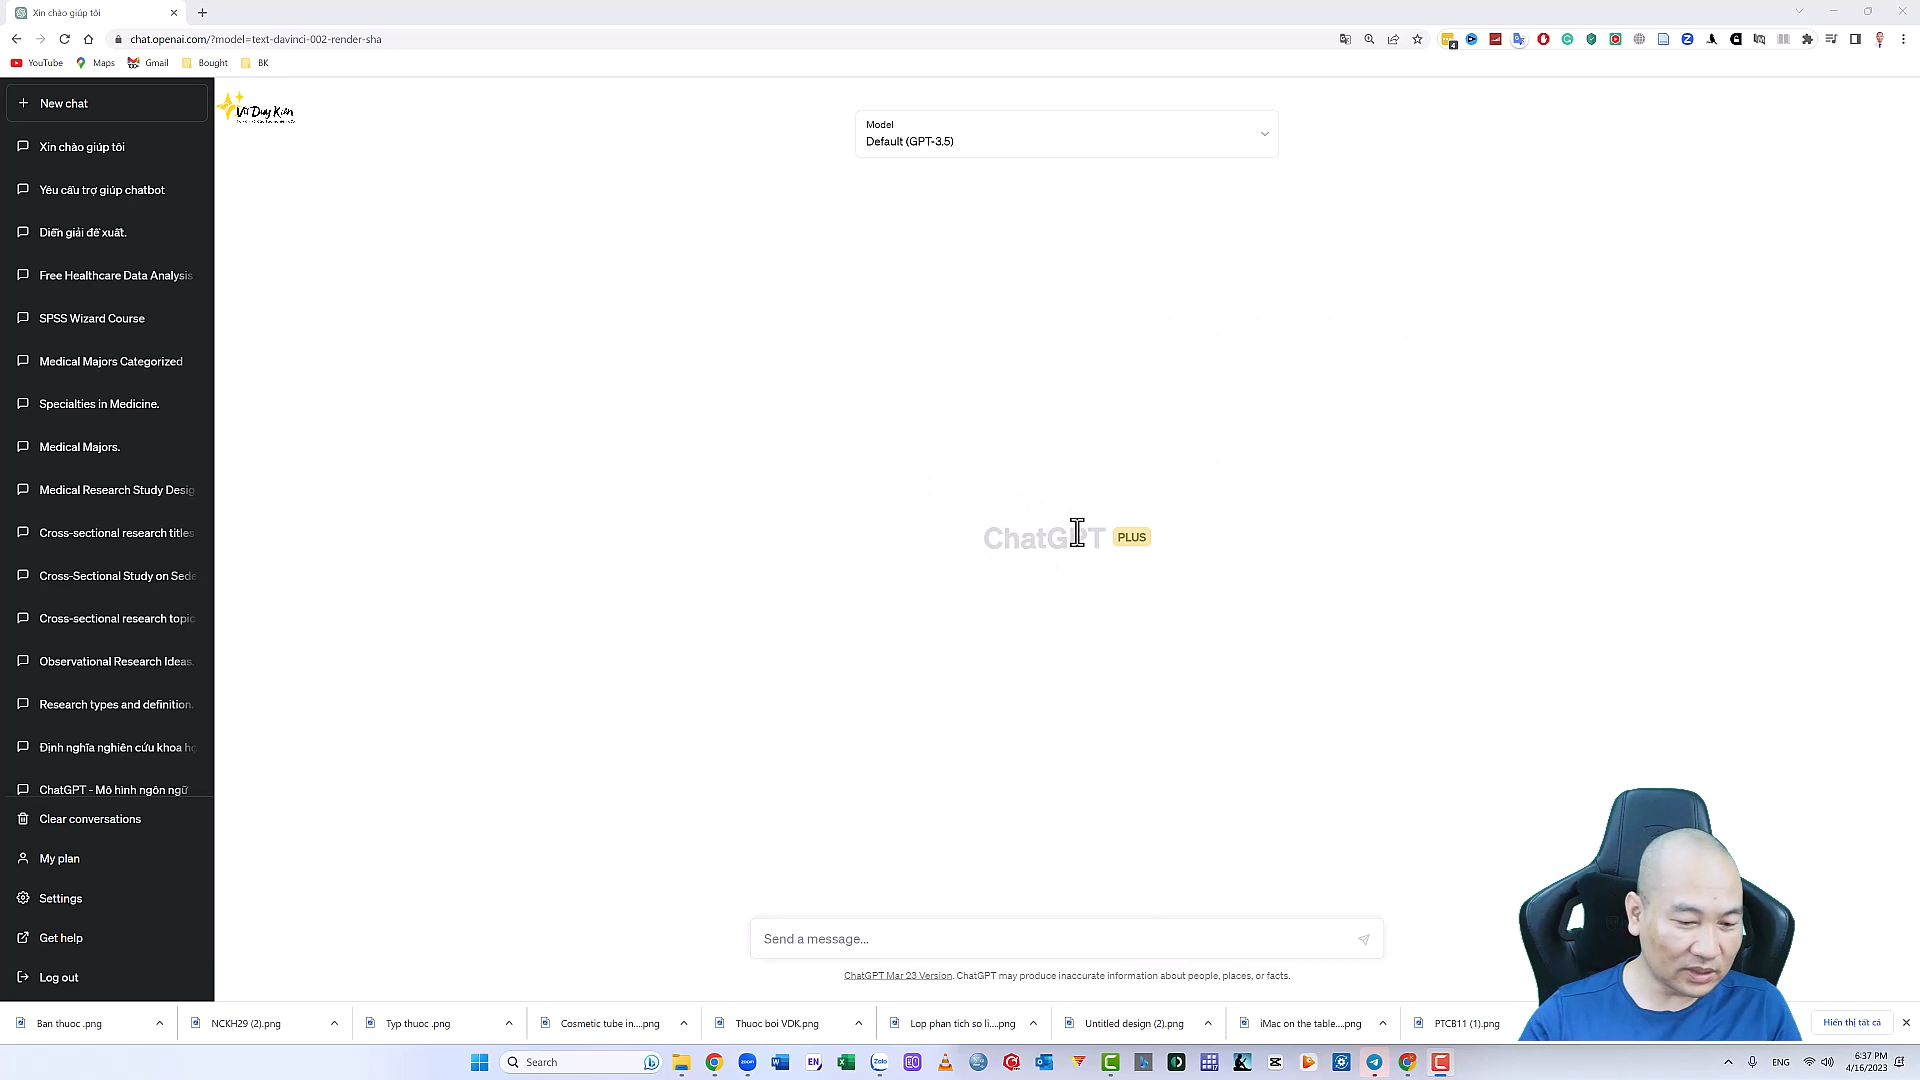 Xin chào giúp tôi
chat.openai.com/?model=text-davinci-002-render-sha
YouTube
Maps
Gmail
Bought
BK
New chat
Vũ Duy Kiên
Model
Default (GPT-3.5)
Xin chào giúp tôi
Yêu cầu trợ giúp chatbot
Diễn giải đề xuất.
Free Healthcare Data Analysis
SPSS Wizard Course
Medical Majors Categorized
Specialties in Medicine.
Medical Majors.
Medical Research Study Desig
Cross-sectional research titles
Cross-Sectional Study on Sede
Cross-sectional research topic
Observational Research Ideas.
Research types and definition.
Định nghĩa nghiên cứu khoa họ
ChatGPT - Mô hình ngôn ngữ
ChatGPT PLUS
Clear conversations
My plan
Settings
Get help
Log out
Send a message...
ChatGPT Mar 23 Version. ChatGPT may produce inaccurate information about people, places, or facts.
Ban thuoc .png
NCKH29 (2).png
Typ thuoc .png
Cosmetic tube in....png
Thuoc boi VDK.png
Lop phan tich so li....png
Untitled design (2).png
iMac on the table....png
PTCB11 (1).png
Hiển thị tất cả
Search
ENG
6:37 PM
4/16/2023